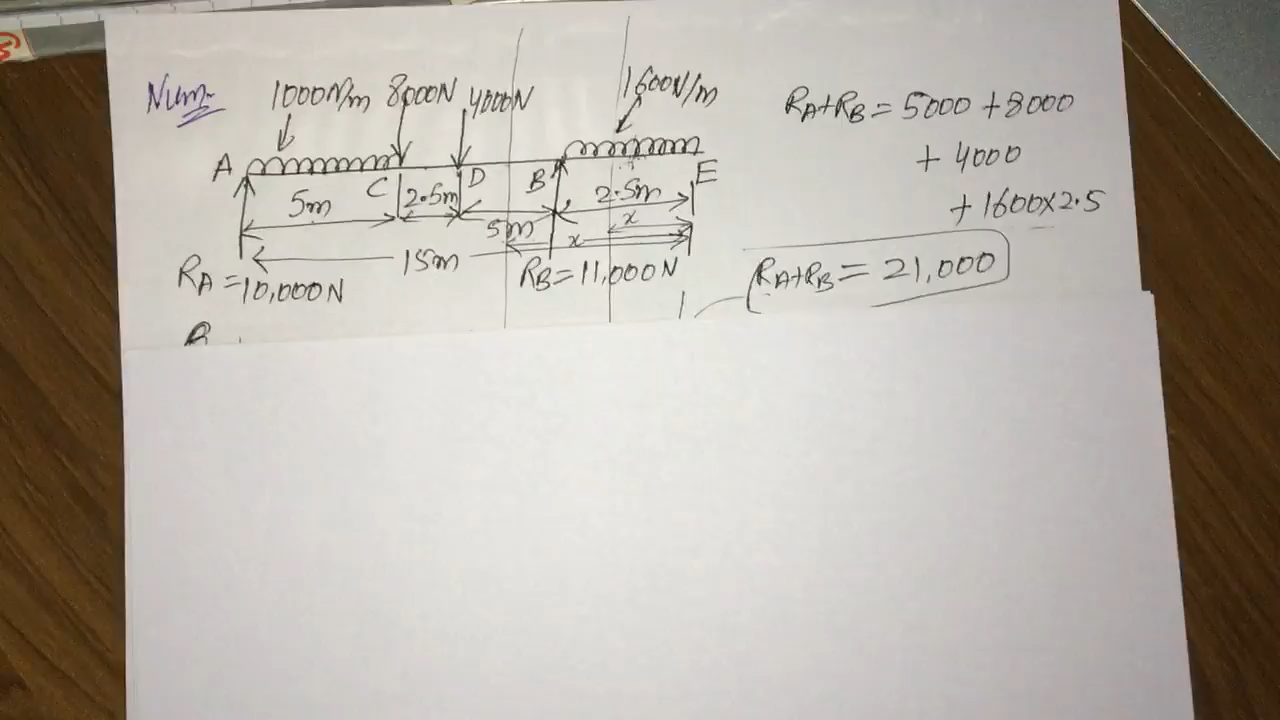 Num-
1000N/m 8000N 4000N 1600N/m
A C D B E
5m 2.5m 5m 2.5m
x
x
15m
RA = 10,000N RB = 11,000N
RA+RB = 5000 + 8000
+ 4000
+ 1600x2.5
RA+RB = 21,000